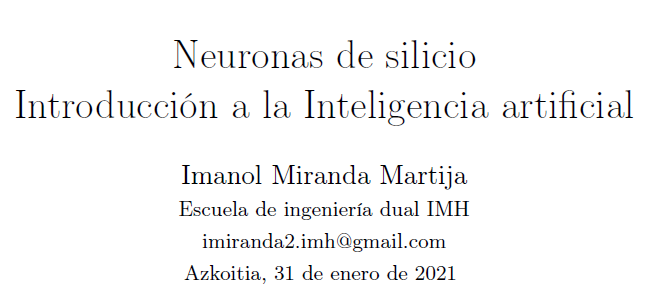 Neuronas de silicio
Introducción a la Inteligencia artificial
Imanol Miranda Martija
Escuela de ingeniería dual IMH
imiranda2.imh@gmail.com
Azkoitia, 31 de enero de 2021